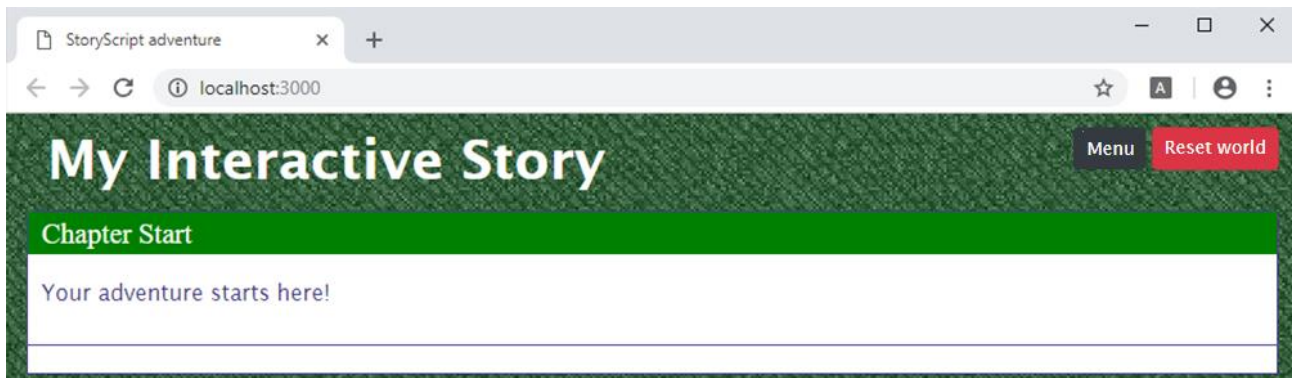 StoryScript adventure
localhost:3000
A
My Interactive Story
Menu
Reset world
Chapter Start
Your adventure starts here!